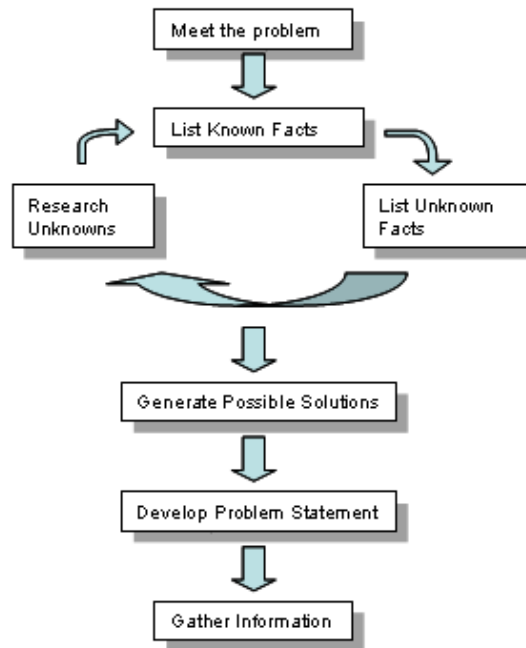 Meet the problem
List Known Facts
Research
Unknowns
List Unknown
Facts
Generate Possible Solutions
Develop Problem Statement
Gather Information